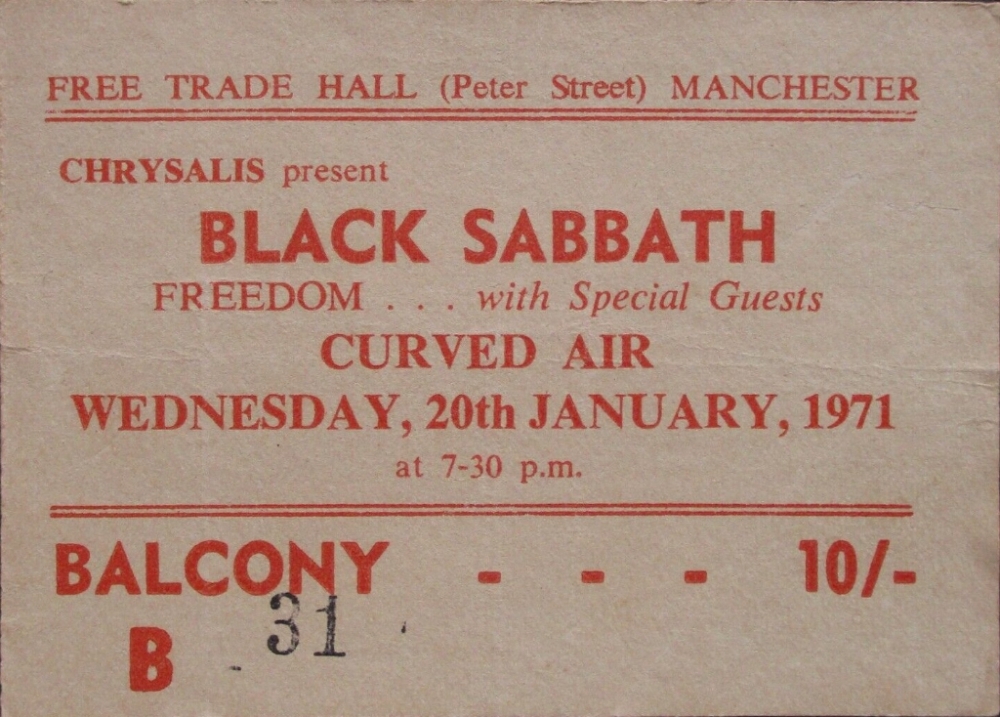 FREE TRADE HALL (Peter Street) MANCHESTER
CHRYSALIS present
BLACK SABBATH
FREEDOM . . . with Special Guests
CURVED AIR
WEDNESDAY, 20th JANUARY, 1971
at 7-30 p.m.
BALCONY - - - 10/-
B 31